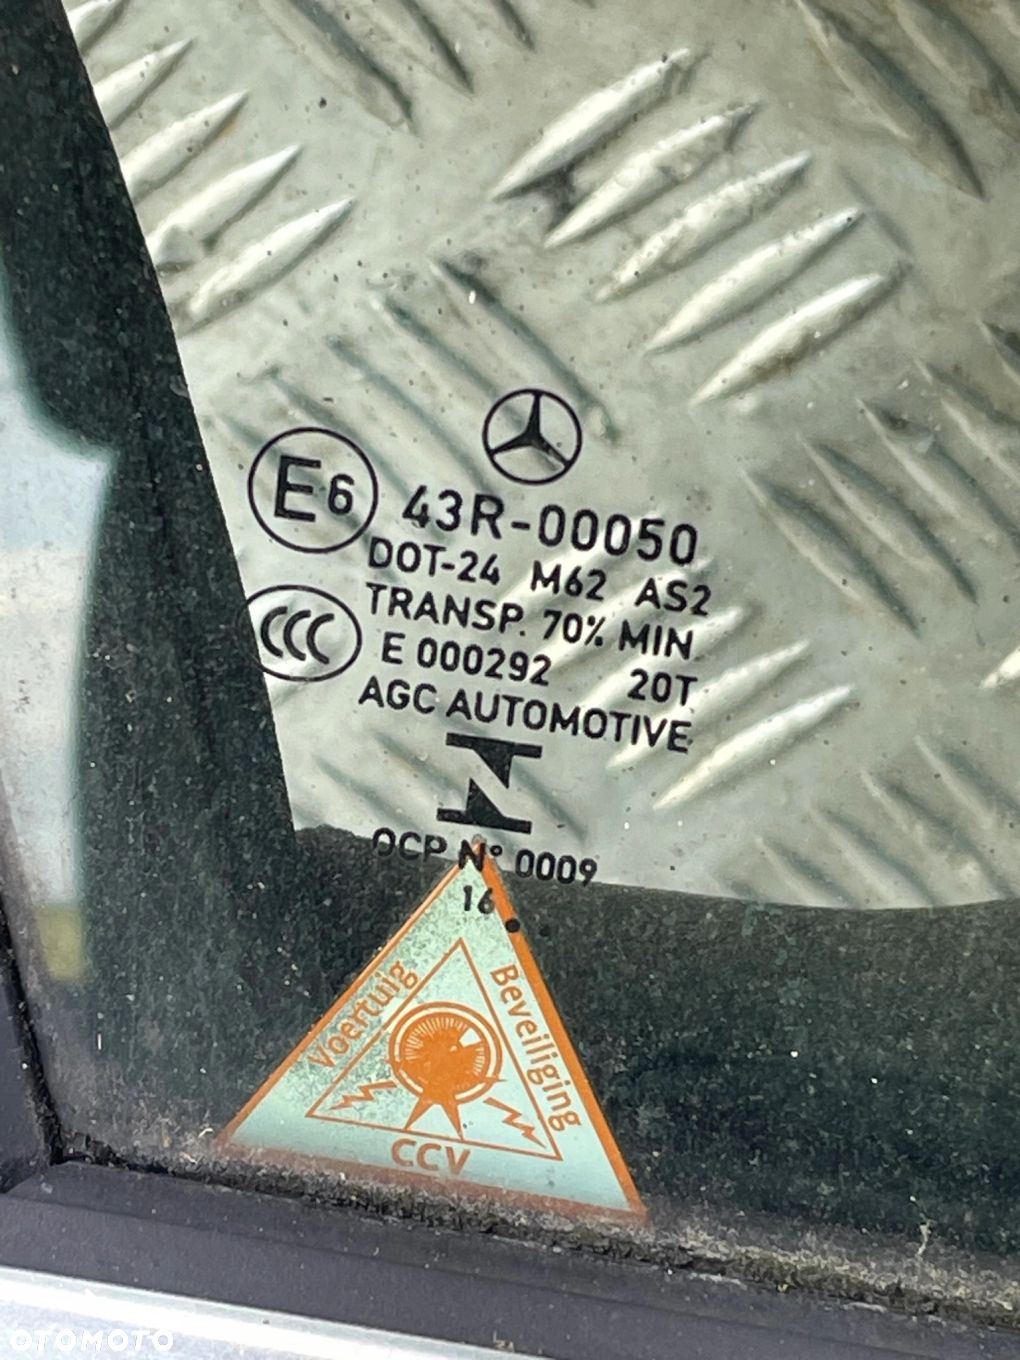 E6 43R-00050
DOT-24 M62 AS2
TRANSP. 70% MIN
CCC E 000292 20T
AGC AUTOMOTIVE
OCP N° 0009
16 .
Voertuig
Beveiliging
CCV
OTOMOTO